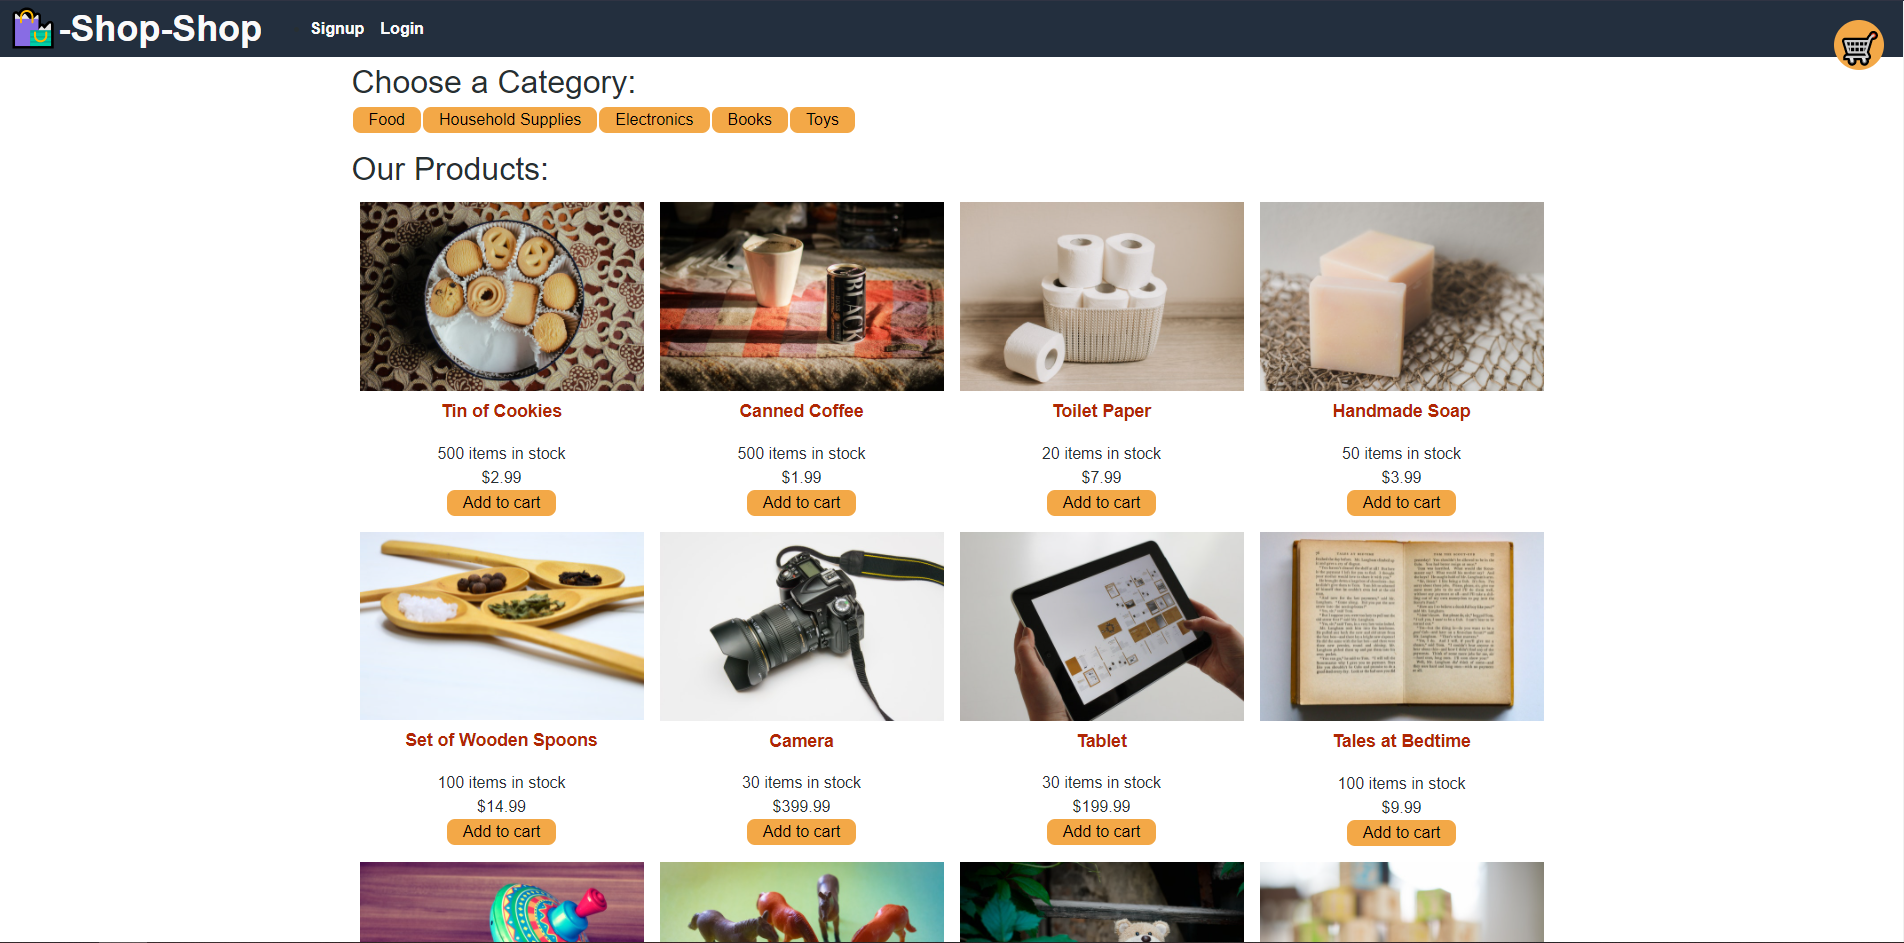 -Shop-Shop
Signup Login
Choose a Category:
Food Household Supplies Electronics Books Toys
Our Products:
BLACK
Tin of Cookies Canned Coffee Toilet Paper Handmade Soap
500 items in stock 500 items in stock 20 items in stock 50 items in stock
$2.99 $1.99 $7.99 $3.99
Add to cart Add to cart Add to cart Add to cart
Set of Wooden Spoons Camera Tablet Tales at Bedtime
100 items in stock 30 items in stock 30 items in stock 100 items in stock
$14.99 $399.99 $199.99 $9.99
Add to cart Add to cart Add to cart Add to cart